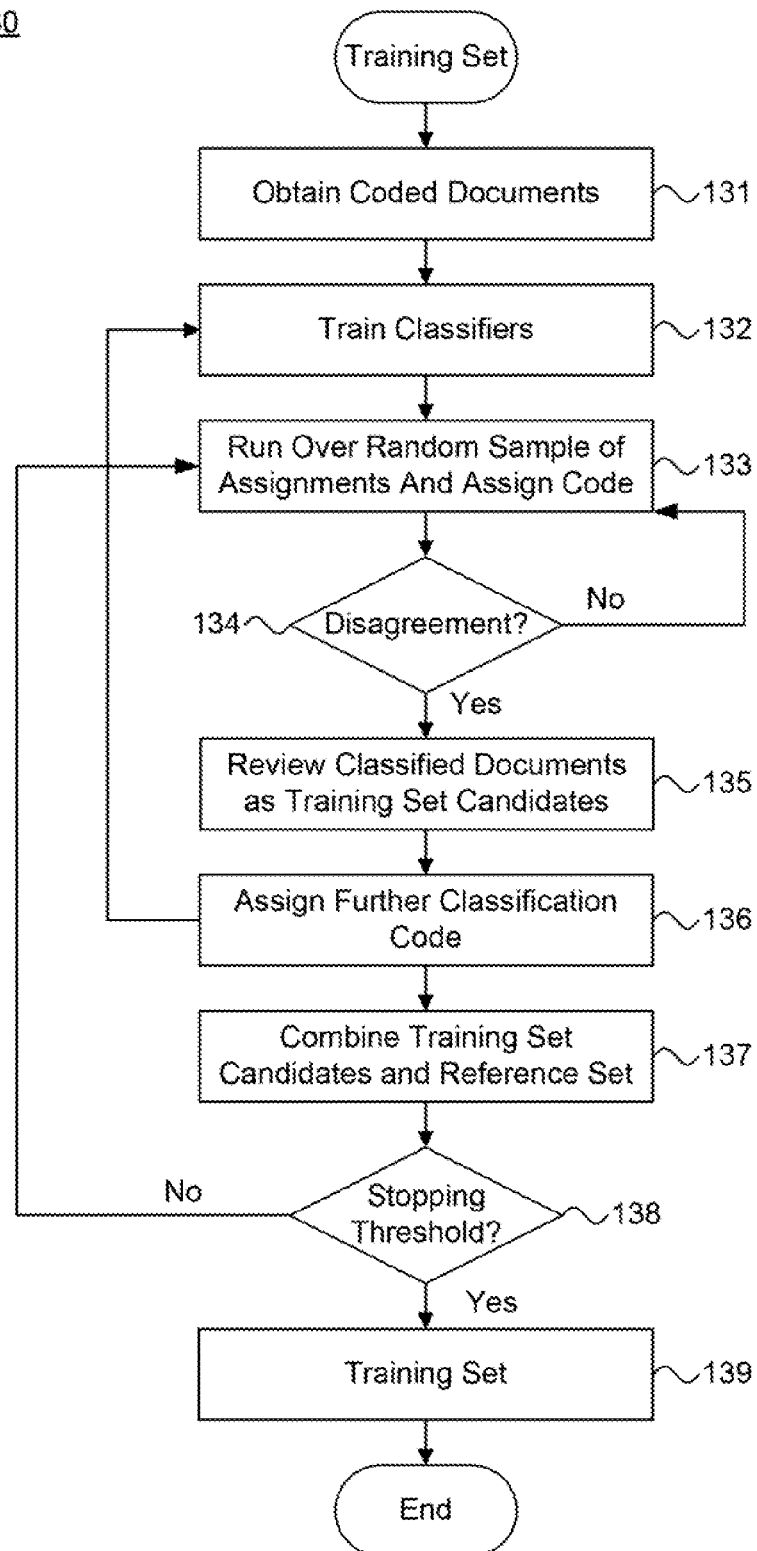 0
Training Set
Obtain Coded Documents
131
Train Classifiers
132
Run Over Random Sample of
Assignments And Assign Code
133
134
Disagreement?
No
Yes
Review Classified Documents
as Training Set Candidates
135
Assign Further Classification
Code
136
Combine Training Set
Candidates and Reference Set
137
No
Stopping
Threshold?
138
Yes
Training Set
139
End